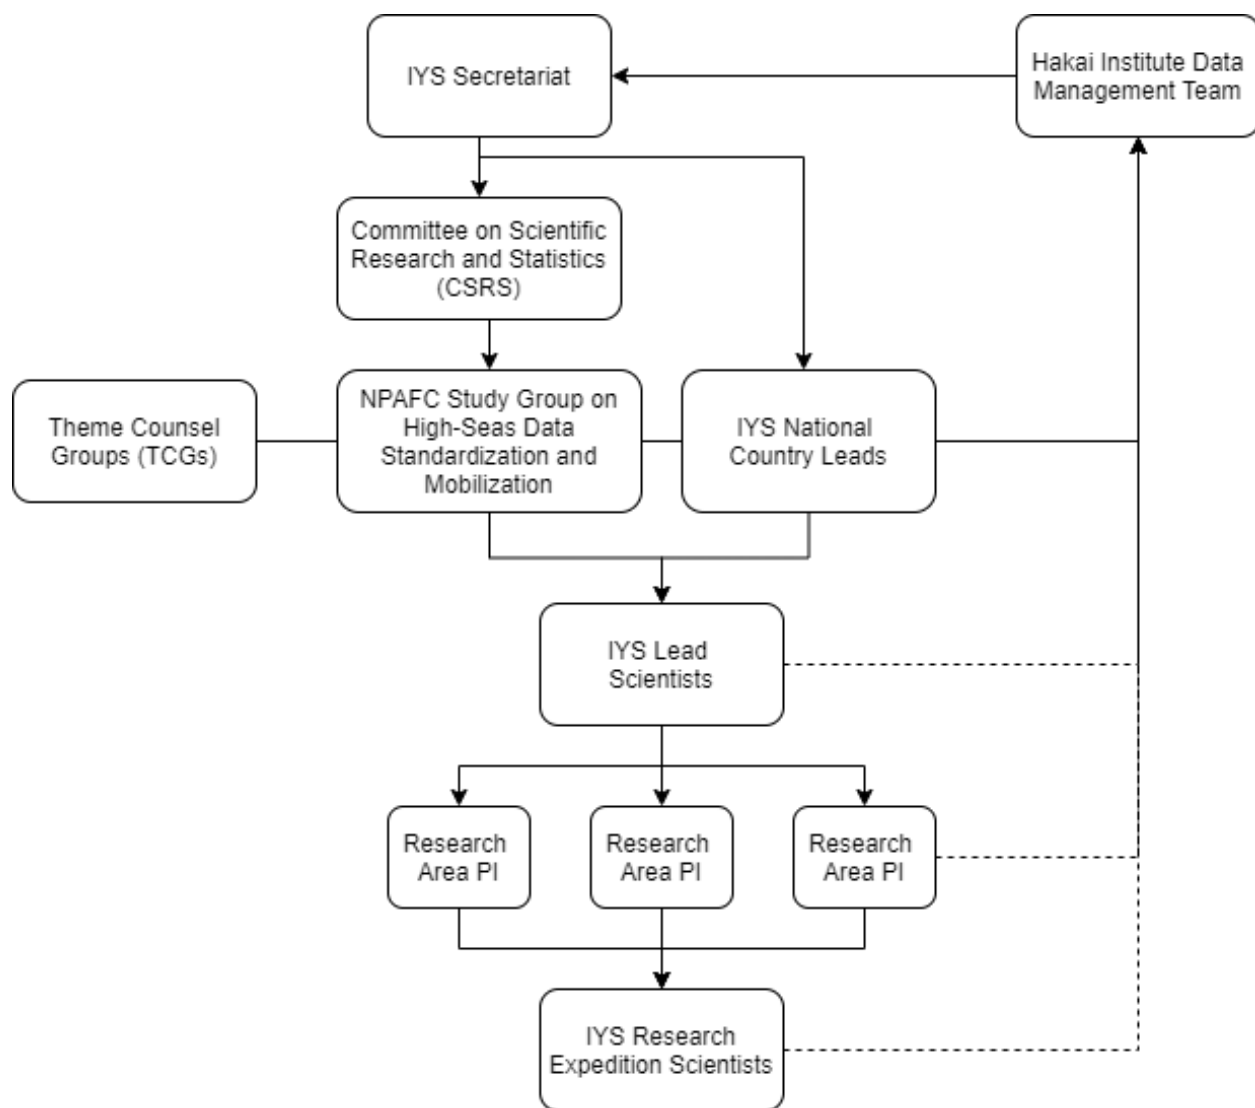 IYS Secretariat
Hakai Institute Data
Management Team
Committee on Scientific
Research and Statistics
(CSRS)
Theme Counsel
Groups (TCGs)
NPAFC Study Group on
High-Seas Data
Standardization and
Mobilization
IYS National
Country Leads
IYS Lead
Scientists
Research
Area PI
Research
Area PI
Research
Area PI
IYS Research
Expedition Scientists